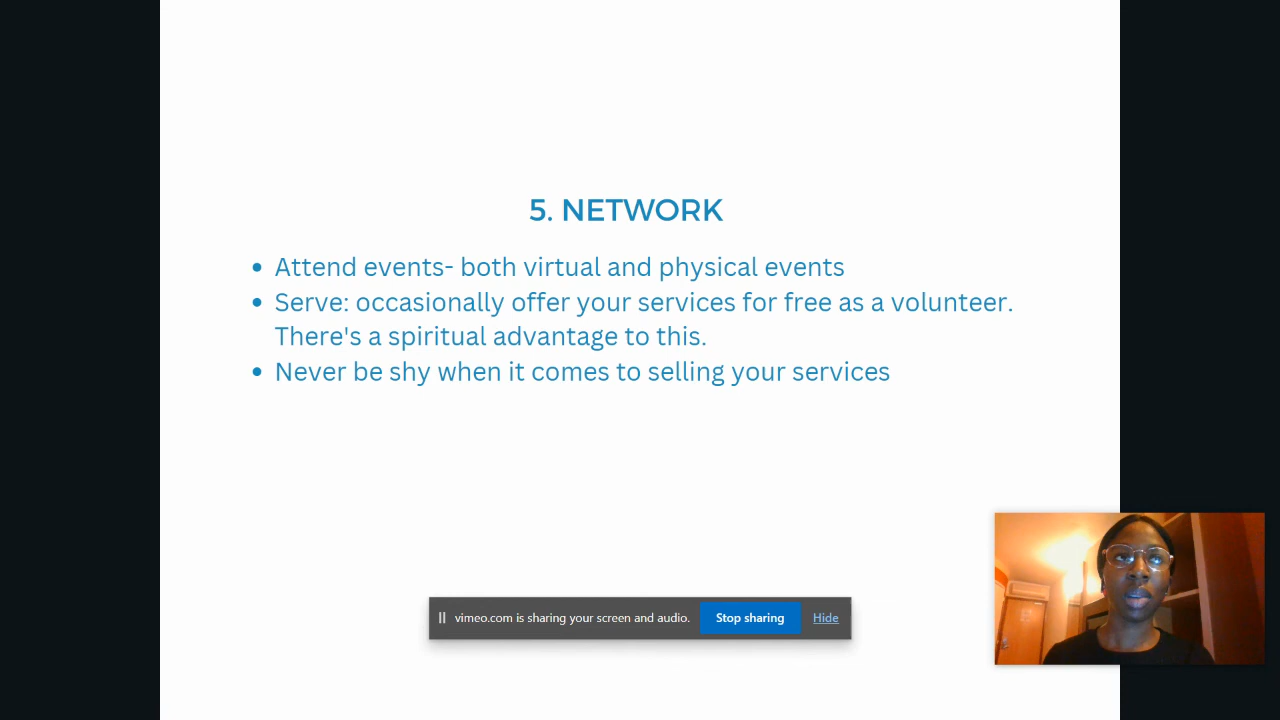 5. NETWORK
• Attend events- both virtual and physical events
• Serve: occasionally offer your services for free as a volunteer.
There's a spiritual advantage to this.
• Never be shy when it comes to selling your services
vimeo.com is sharing your screen and audio.
Stop sharing
Hide